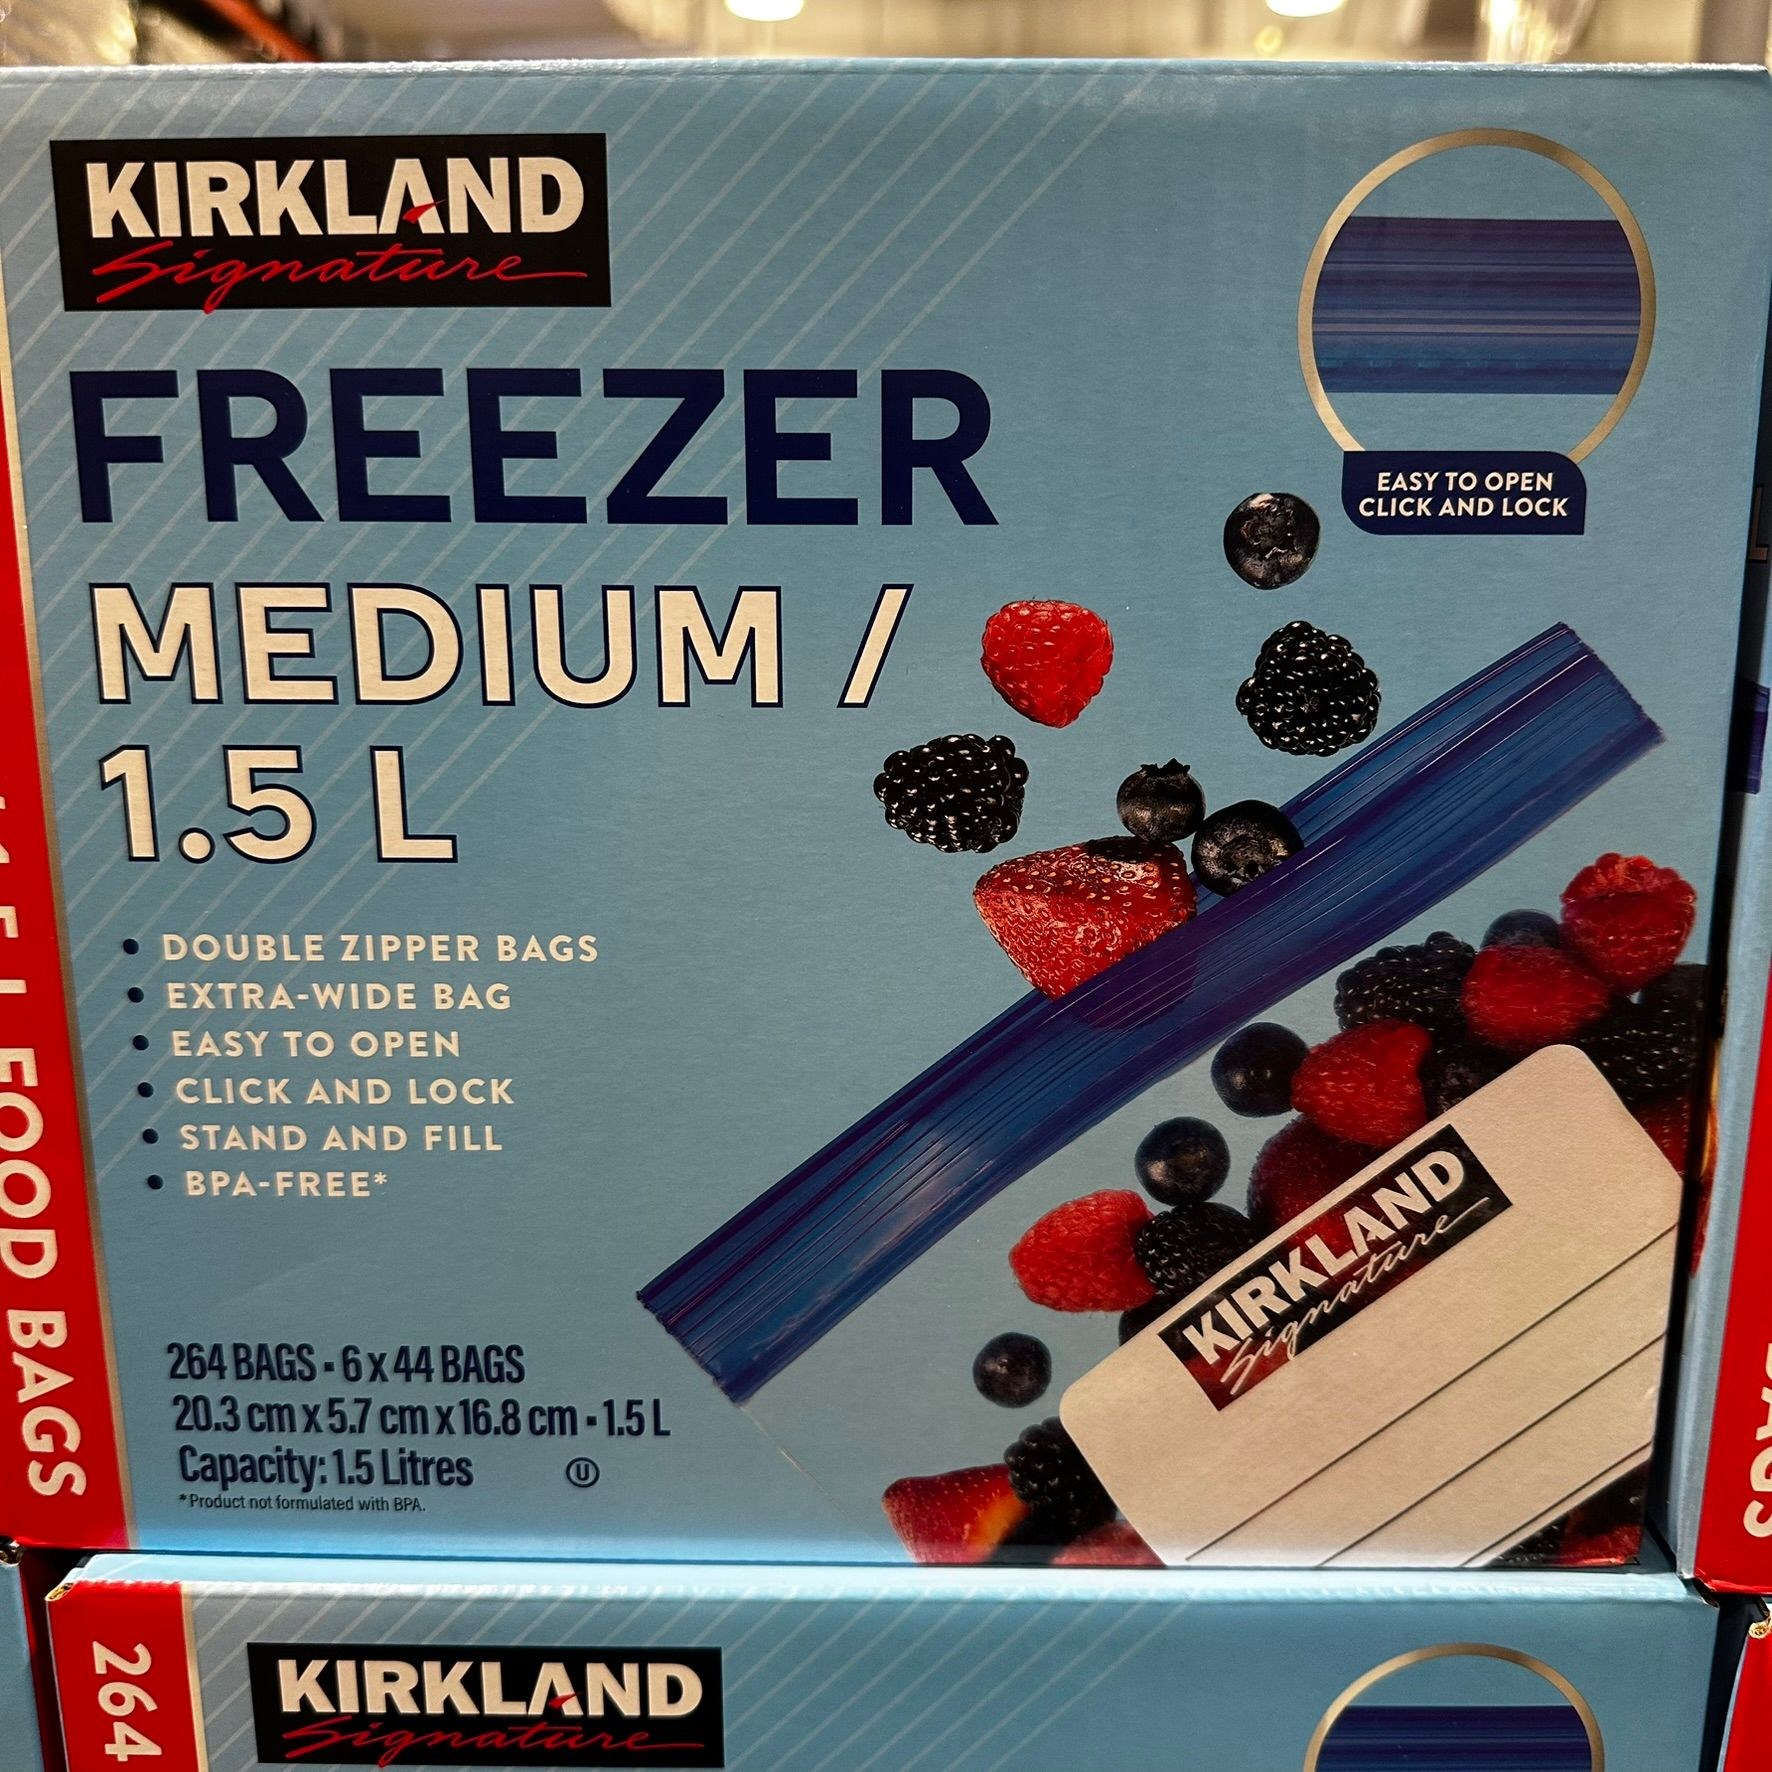 KIRKLAND
Signature
FREEZER
MEDIUM /
1.5 L
EASY TO OPEN
CLICK AND LOCK
• DOUBLE ZIPPER BAGS
• EXTRA-WIDE BAG
• EASY TO OPEN
• CLICK AND LOCK
• STAND AND FILL
• BPA-FREE*
KIRKLAND
Signature
264 BAGS ▪ 6 x 44 BAGS
20.3 cm x 5.7 cm x 16.8 cm ▪ 1.5 L
Capacity: 1.5 Litres
U
*Product not formulated with BPA.
FOOD BAGS
BAGS
264
KIRKLAND
Signature